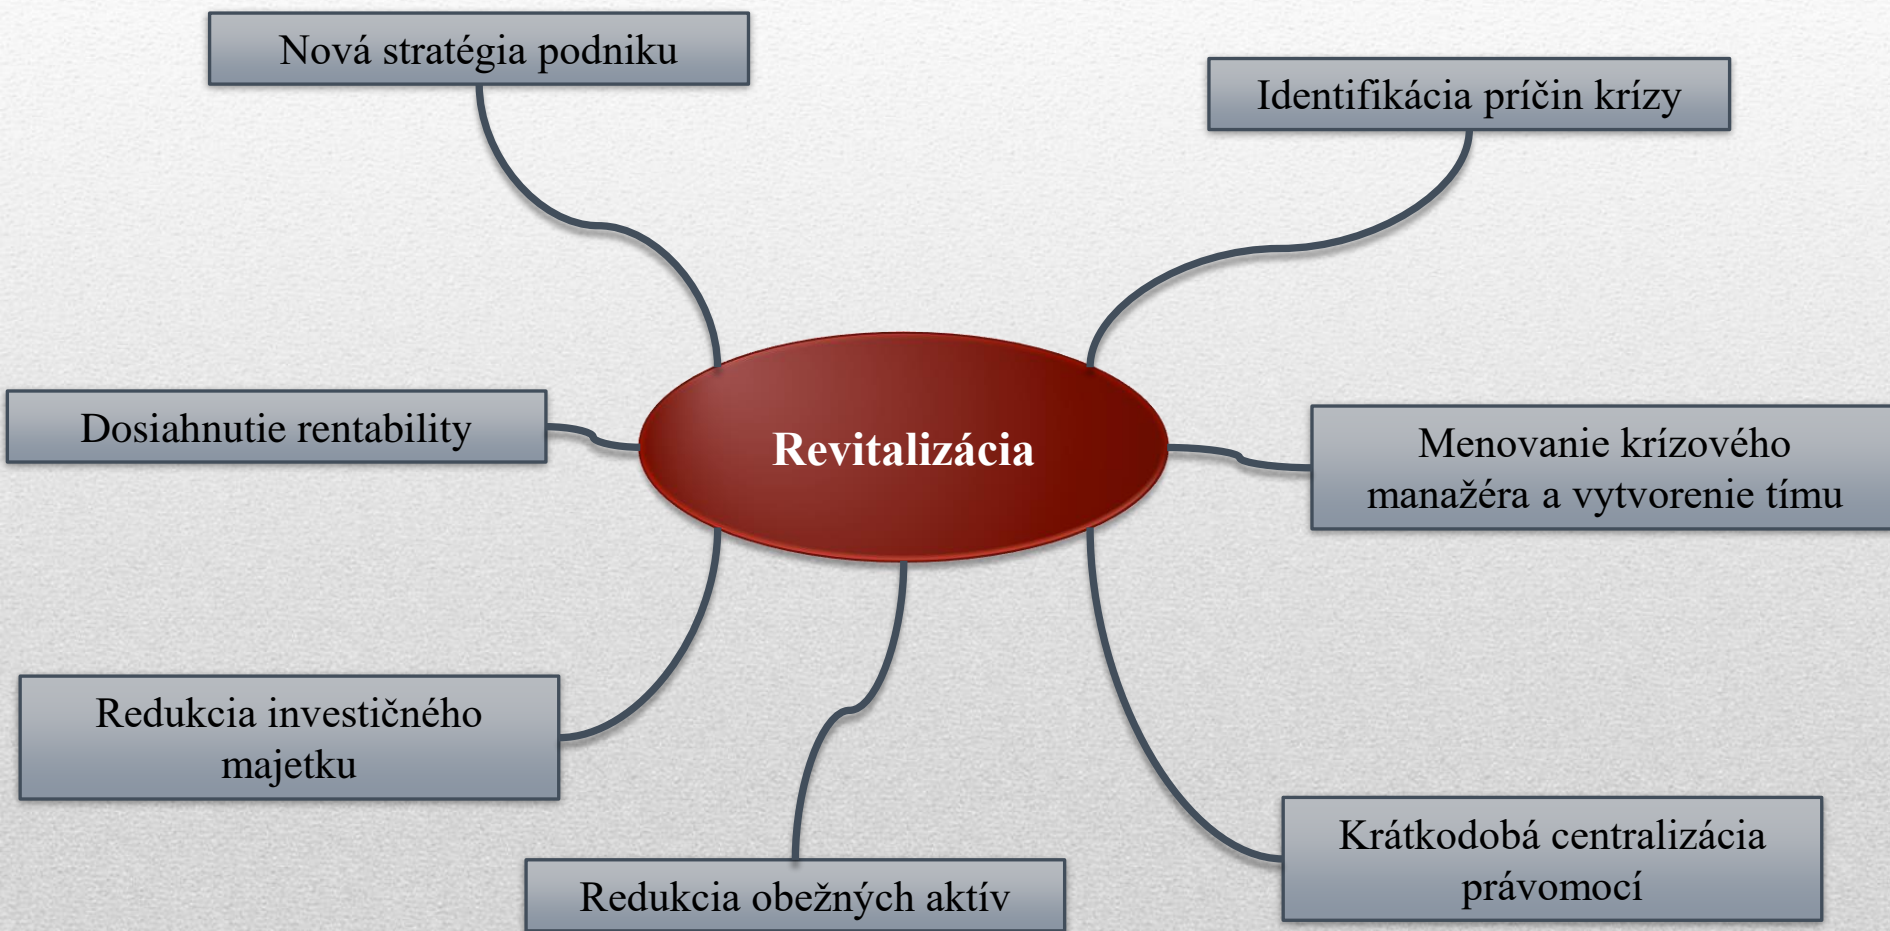 Nová stratégia podniku
Identifikácia príčin krízy
Dosiahnutie rentability
Revitalizácia
Menovanie krízového
manažéra a vytvorenie tímu
Redukcia investičného
majetku
Redukcia obežných aktív
Krátkodobá centralizácia
právomocí